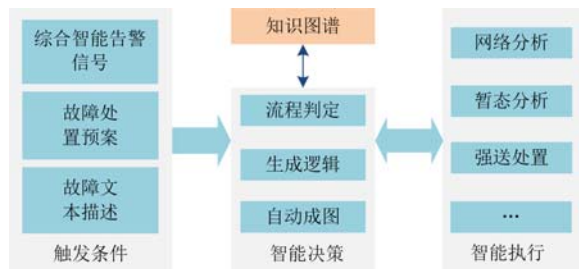 综合智能告警
信号
故障处
置预案
故障文
本描述
触发条件
知识图谱
流程判定
生成逻辑
自动成图
智能决策
网络分析
暂态分析
强送处置
…
智能执行